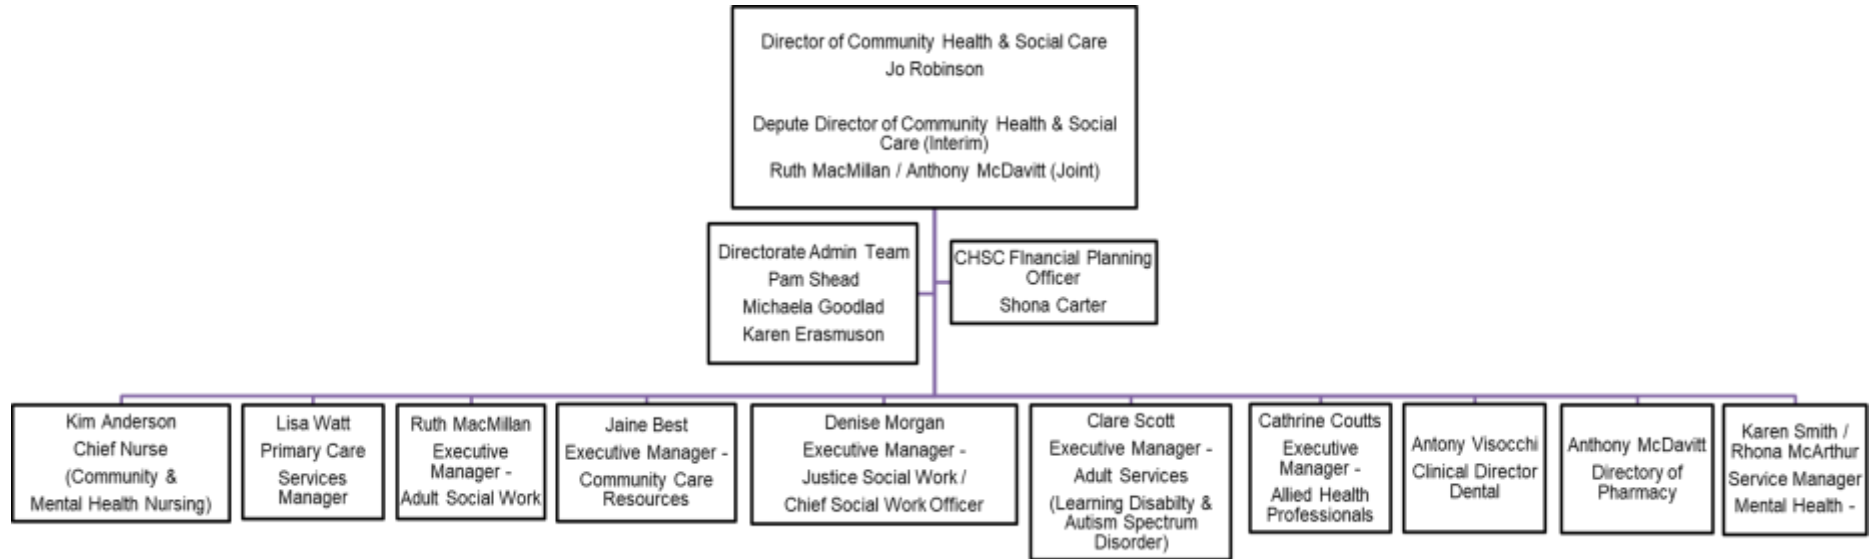 Director of Community Health & Social Care
Jo Robinson
Depute Director of Community Health & Social
Care (Interim)
Ruth MacMillan / Anthony McDavitt (Joint)
Directorate Admin Team
Pam Shead
Michaela Goodlad
Karen Erasmuson
CHSC FInancial Planning
Officer
Shona Carter
Kim Anderson
Chief Nurse
(Community &
Mental Health Nursing)
Lisa Watt
Primary Care
Services
Manager
Ruth MacMillan
Executive
Manager -
Adult Social Work
Jaine Best
Executive Manager -
Community Care
Resources
Denise Morgan
Executive Manager -
Justice Social Work /
Chief Social Work Officer
Clare Scott
Executive Manager -
Adult Services
(Learning Disabilty &
Autism Spectrum
Disorder)
Cathrine Coutts
Executive
Manager -
Allied Health
Professionals
Antony Visocchi
Clinical Director
Dental
Anthony McDavitt
Directory of
Pharmacy
Karen Smith /
Rhona McArthur
Service Manager
Mental Health -